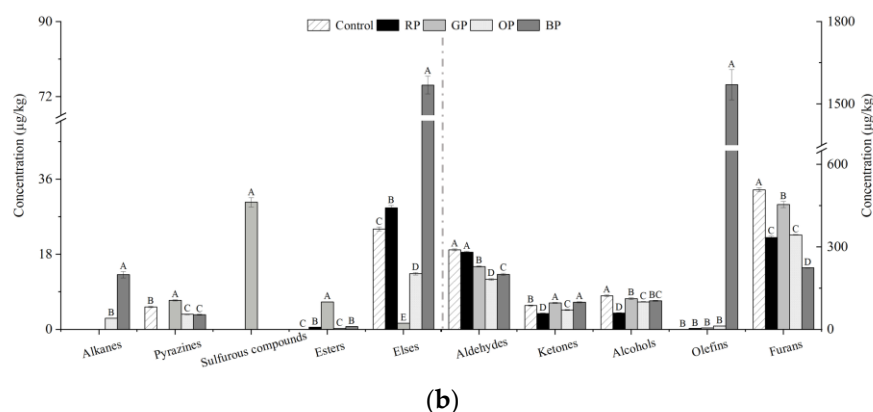 Control RP GP OP BP
90
72
36
18
0
Concentration (μg/kg)
1800
1500
600
300
0
Concentration (μg/kg)
B A
B A C C
A
C B A C B
C B E D A
A A B D C
B D A C A
A D B C BC
B B B B A
A C B C D
Alkanes Pyrazines Sulfurous compounds Esters Elses Aldehydes Ketones Alcohols Olefins Furans
(b)